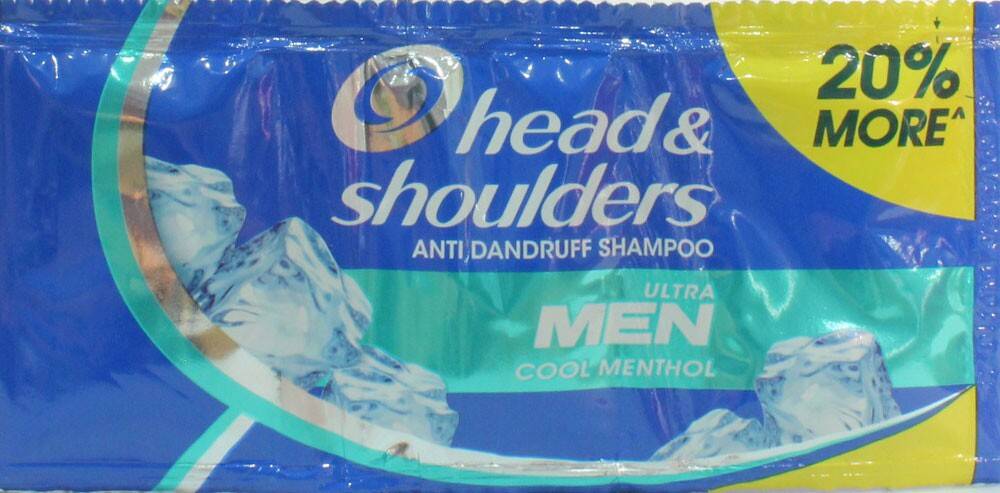 20%
MORE^
head &
shoulders
ANTI DANDRUFF SHAMPOO
ULTRA
MEN
COOL MENTHOL